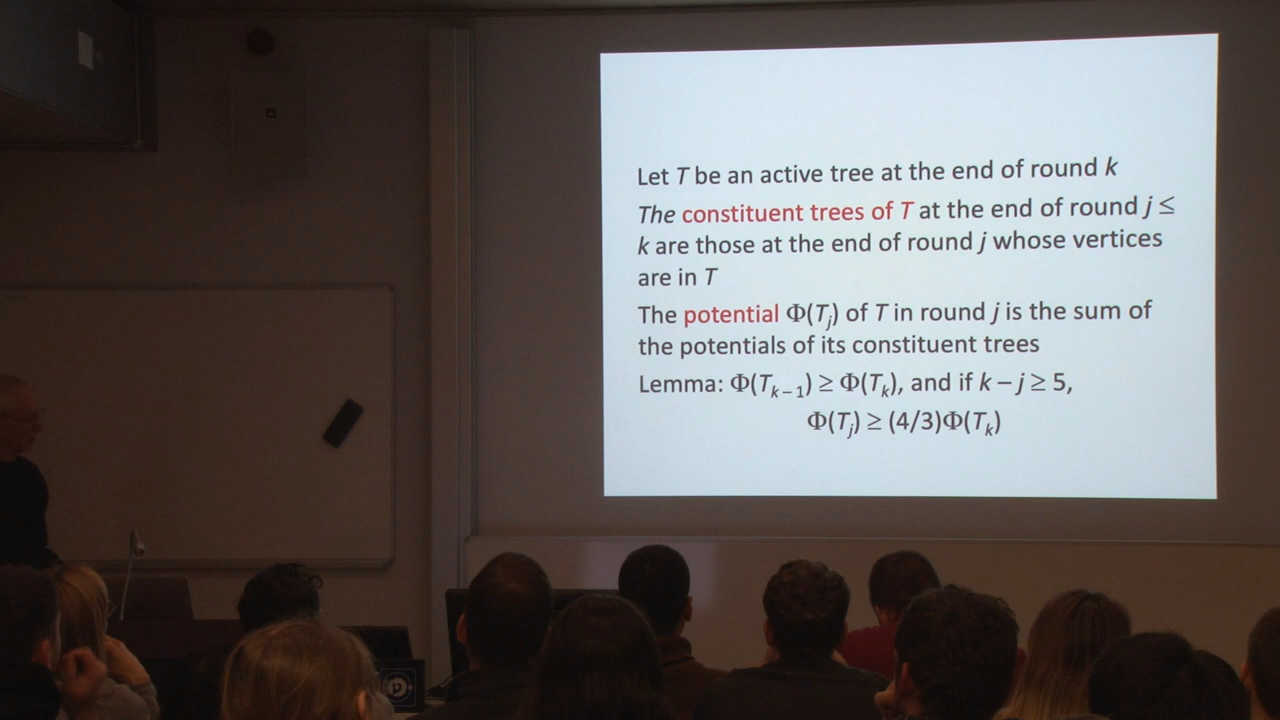 Let T be an active tree at the end of round k
The constituent trees of T at the end of round j ≤
k are those at the end of round j whose vertices
are in T
The potential Φ(Tⱼ) of T in round j is the sum of
the potentials of its constituent trees
Lemma: Φ(Tₖ₋₁) ≥ Φ(Tₖ), and if k – j ≥ 5,
Φ(Tⱼ) ≥ (4/3)Φ(Tₖ)